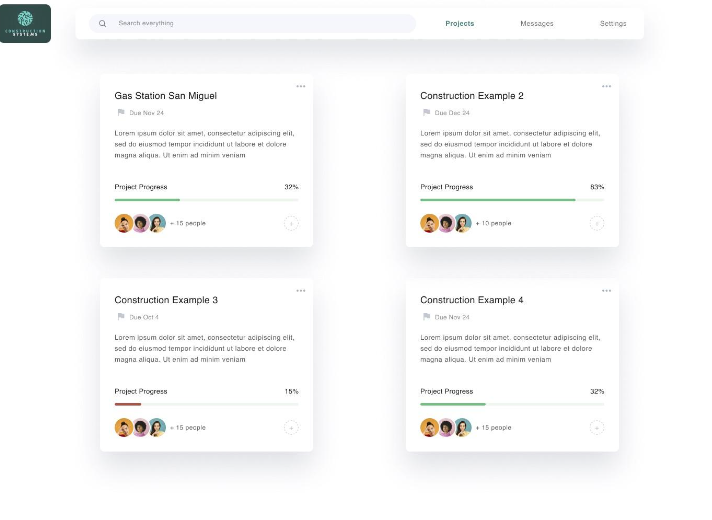 CONSTRUCTION
SYSTEMS
Search everything
Projects
Messages
Settings
Gas Station San Miguel
Due Nov 24
Lorem ipsum dolor sit amet, consectetur adipiscing elit,
sed do eiusmod tempor incididunt ut labore et dolore
magna aliqua. Ut enim ad minim veniam
Project Progress 32%
+ 15 people
Construction Example 2
Due Dec 24
Lorem ipsum dolor sit amet, consectetur adipiscing elit,
sed do eiusmod tempor incididunt ut labore et dolore
magna aliqua. Ut enim ad minim veniam
Project Progress 83%
+ 10 people
Construction Example 3
Due Oct 4
Lorem ipsum dolor sit amet, consectetur adipiscing elit,
sed do eiusmod tempor incididunt ut labore et dolore
magna aliqua. Ut enim ad minim veniam
Project Progress 15%
+ 15 people
Construction Example 4
Due Nov 24
Lorem ipsum dolor sit amet, consectetur adipiscing elit,
sed do eiusmod tempor incididunt ut labore et dolore
magna aliqua. Ut enim ad minim veniam
Project Progress 32%
+ 15 people